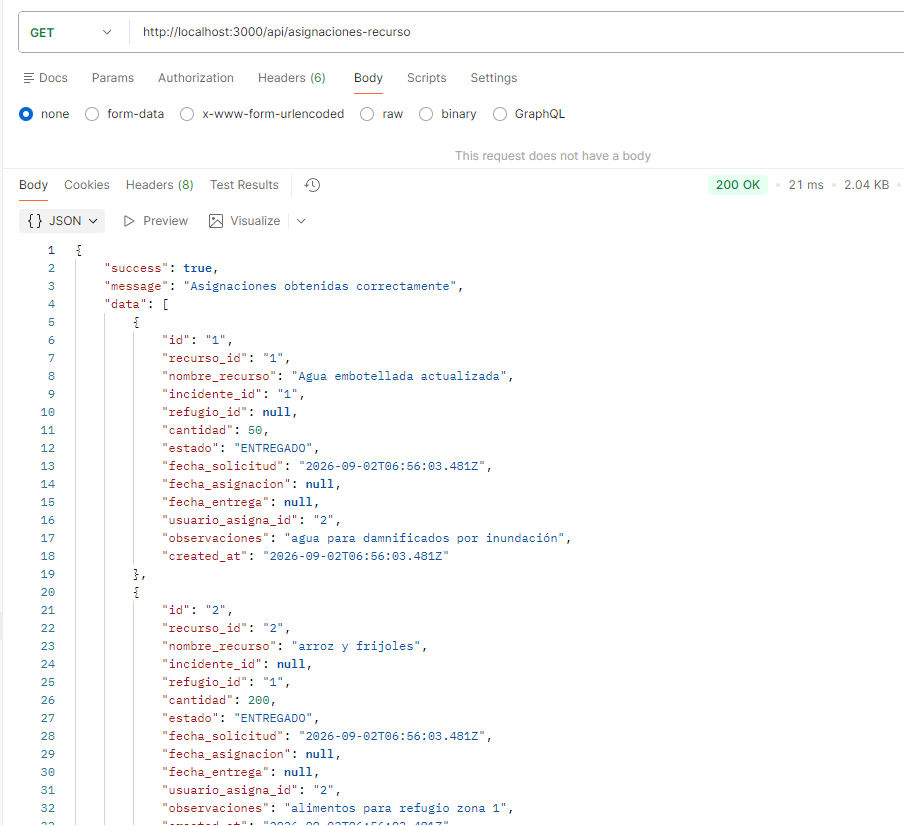 GET http://localhost:3000/api/asignaciones-recurso
Docs Params Authorization Headers (6) Body Scripts Settings
none form-data x-www-form-urlencoded raw binary GraphQL
This request does not have a body
Body Cookies Headers (8) Test Results 200 OK • 21 ms • 2.04 KB •
{} JSON Preview Visualize
1 {
2 "success": true,
3 "message": "Asignaciones obtenidas correctamente",
4 "data": [
5 {
6 "id": "1",
7 "recurso_id": "1",
8 "nombre_recurso": "Agua embotellada actualizada",
9 "incidente_id": "1",
10 "refugio_id": null,
11 "cantidad": 50,
12 "estado": "ENTREGADO",
13 "fecha_solicitud": "2026-09-02T06:56:03.481Z",
14 "fecha_asignacion": null,
15 "fecha_entrega": null,
16 "usuario_asigna_id": "2",
17 "observaciones": "agua para damnificados por inundación",
18 "created_at": "2026-09-02T06:56:03.481Z"
19 },
20 {
21 "id": "2",
22 "recurso_id": "2",
23 "nombre_recurso": "arroz y frijoles",
24 "incidente_id": null,
25 "refugio_id": "1",
26 "cantidad": 200,
27 "estado": "ENTREGADO",
28 "fecha_solicitud": "2026-09-02T06:56:03.481Z",
29 "fecha_asignacion": null,
30 "fecha_entrega": null,
31 "usuario_asigna_id": "2",
32 "observaciones": "alimentos para refugio zona 1",
33 "created_at": "2026-09-02T06:56:03.481Z"